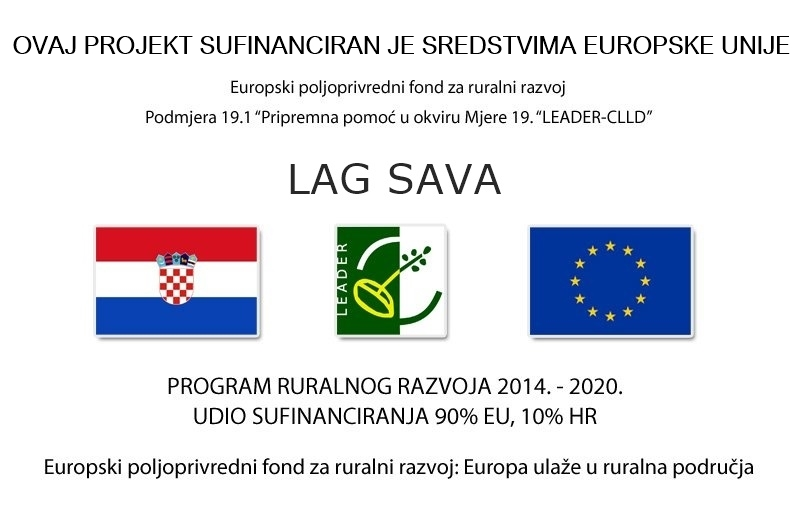 OVAJ PROJEKT SUFINANCIRAN JE SREDSTVIMA EUROPSKE UNIJE
Europski poljoprivredni fond za ruralni razvoj
Podmjera 19.1 “Pripremna pomoć u okviru Mjere 19. “LEADER-CLLD”
LAG SAVA
LEADER
PROGRAM RURALNOG RAZVOJA 2014. - 2020.
UDIO SUFINANCIRANJA 90% EU, 10% HR
Europski poljoprivredni fond za ruralni razvoj: Europa ulaže u ruralna područja